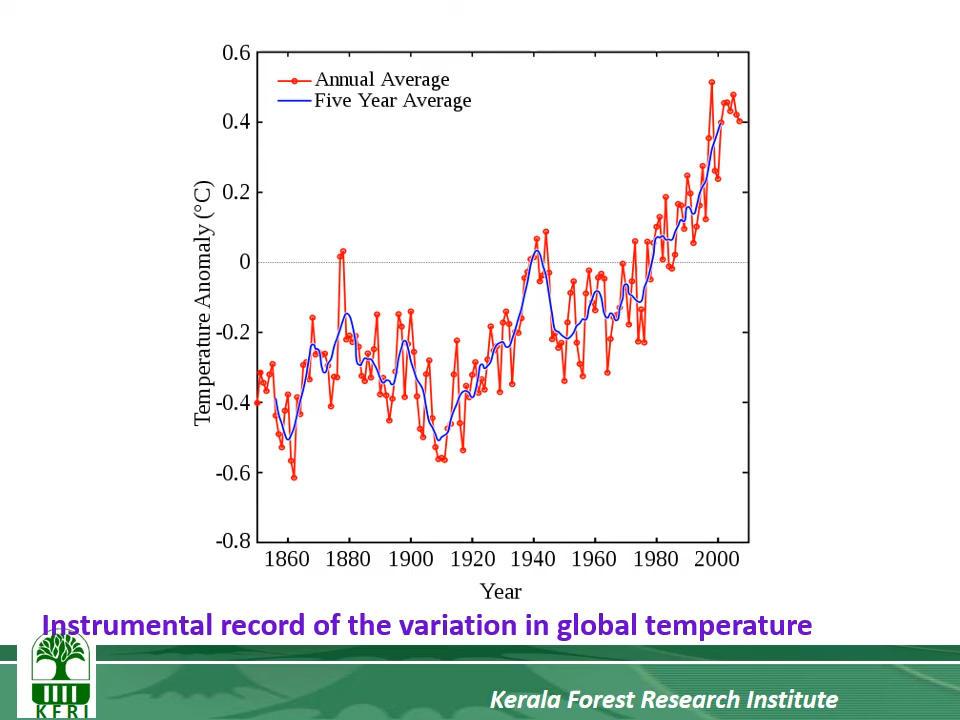 0.6
Annual Average
Five Year Average
0.4
0.2
0
-0.2
-0.4
-0.6
-0.8
Temperature Anomaly (°C)
1860 1880 1900 1920 1940 1960 1980 2000
Year
Instrumental record of the variation in global temperature
KFRI
Kerala Forest Research Institute